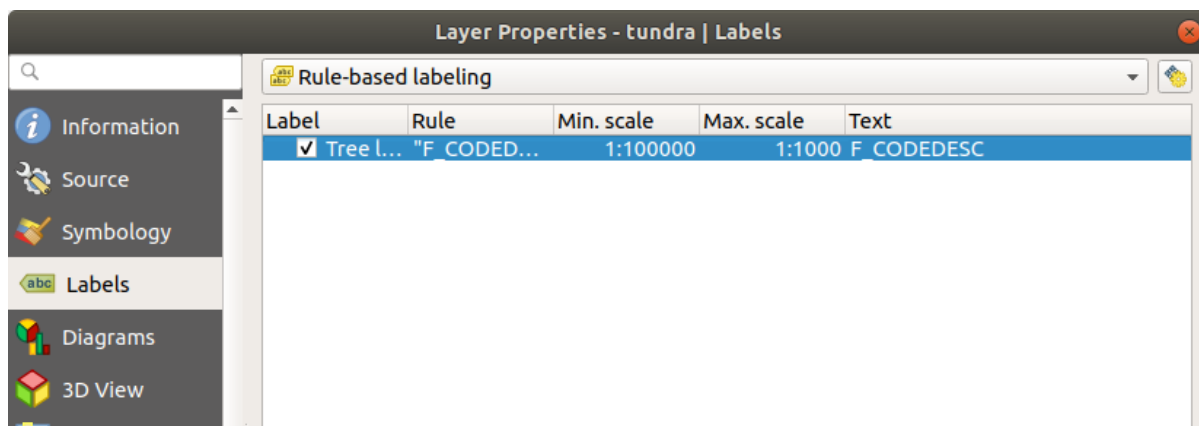 Layer Properties - tundra | Labels
Rule-based labeling
Information
Source
Symbology
abc Labels
Diagrams
3D View
Label Rule Min. scale Max. scale Text
Tree l... "F_CODED... 1:100000 1:1000 F_CODEDESC